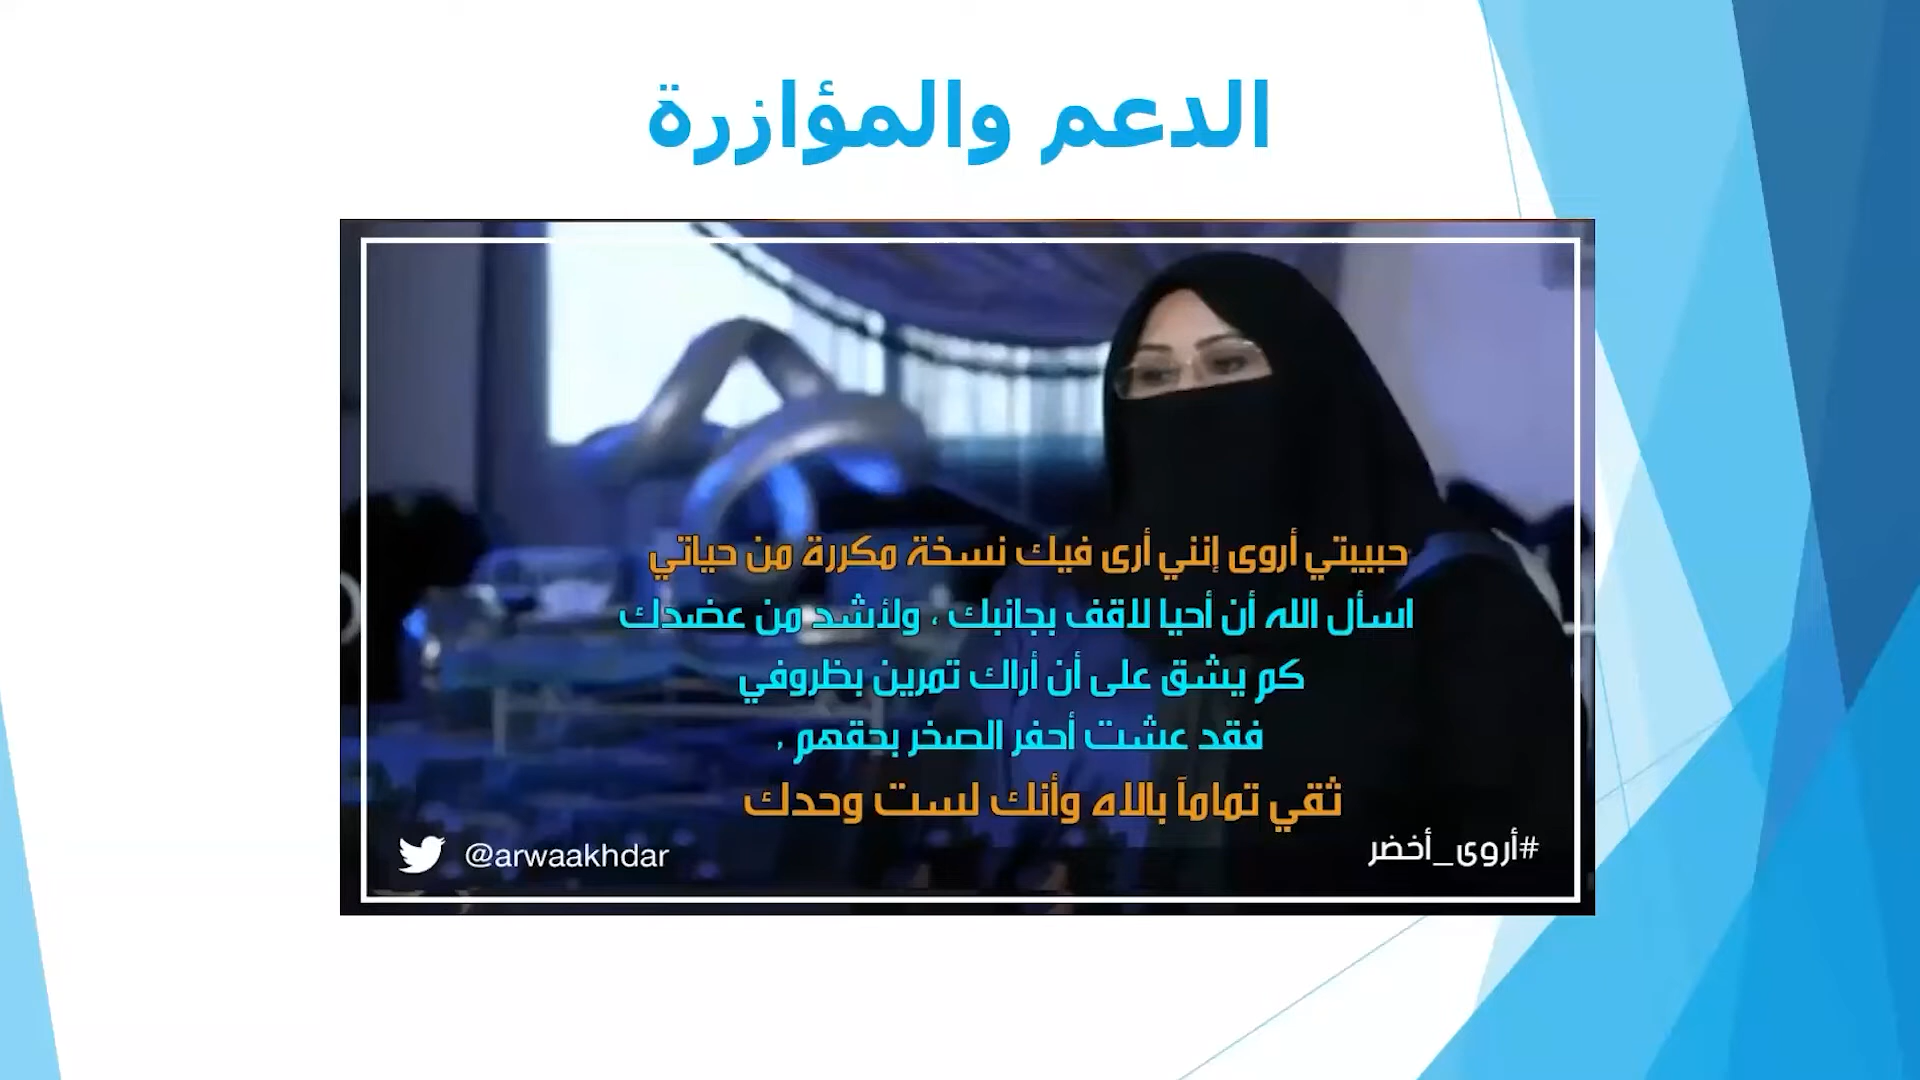 الدعم والمؤازرة
حبيبتي أروى إنني أرى فيك نسخة مكررة من حياتي
اسأل الله أن أحيا لاقف بجانبك ، ولأشد من عضدك
كم يشق على أن أراك تمرين بظروفي
فقد عشت أحفر الصخر بحقهم ,
ثقي تماماً بالله وأنك لست وحدك
#أروى_أخضر
@arwaakhdar